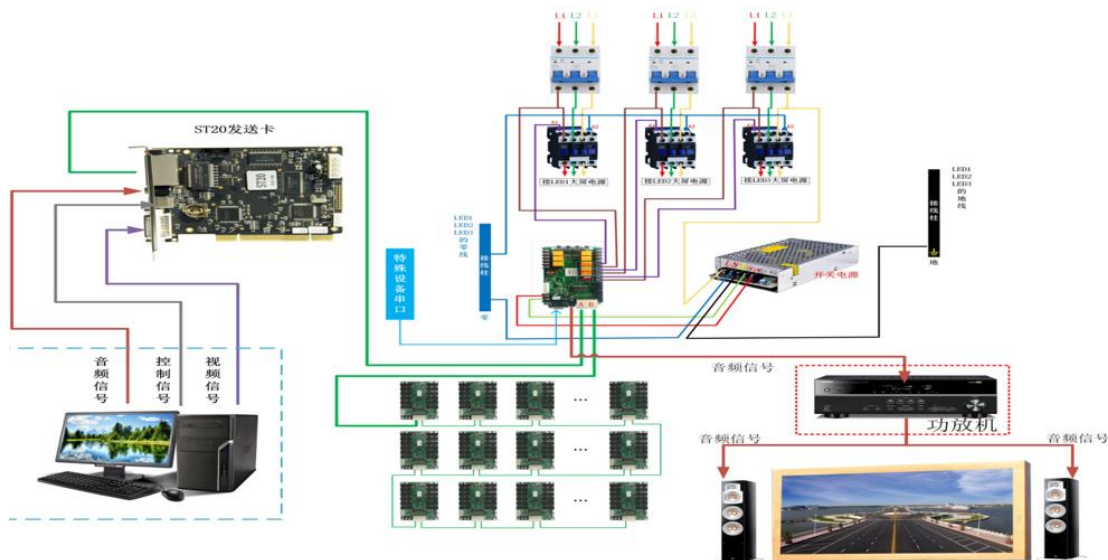 L1 L2 L3
L1 L2 L3
L1 L2 L3
ST20发送卡
ST20
A1
A2
A2
A2
接LED1大屏电源
接LED2大屏电源
接LED3大屏电源
LED1
LED2
LED3
的零线
接线柱
零
LED1
LED2
LED3
的地线
接线柱
地
特殊设备串口
开关电源
A B
音频信号
控制信号
视频信号
音频信号
功放机
音频信号
音频信号
...
...
...